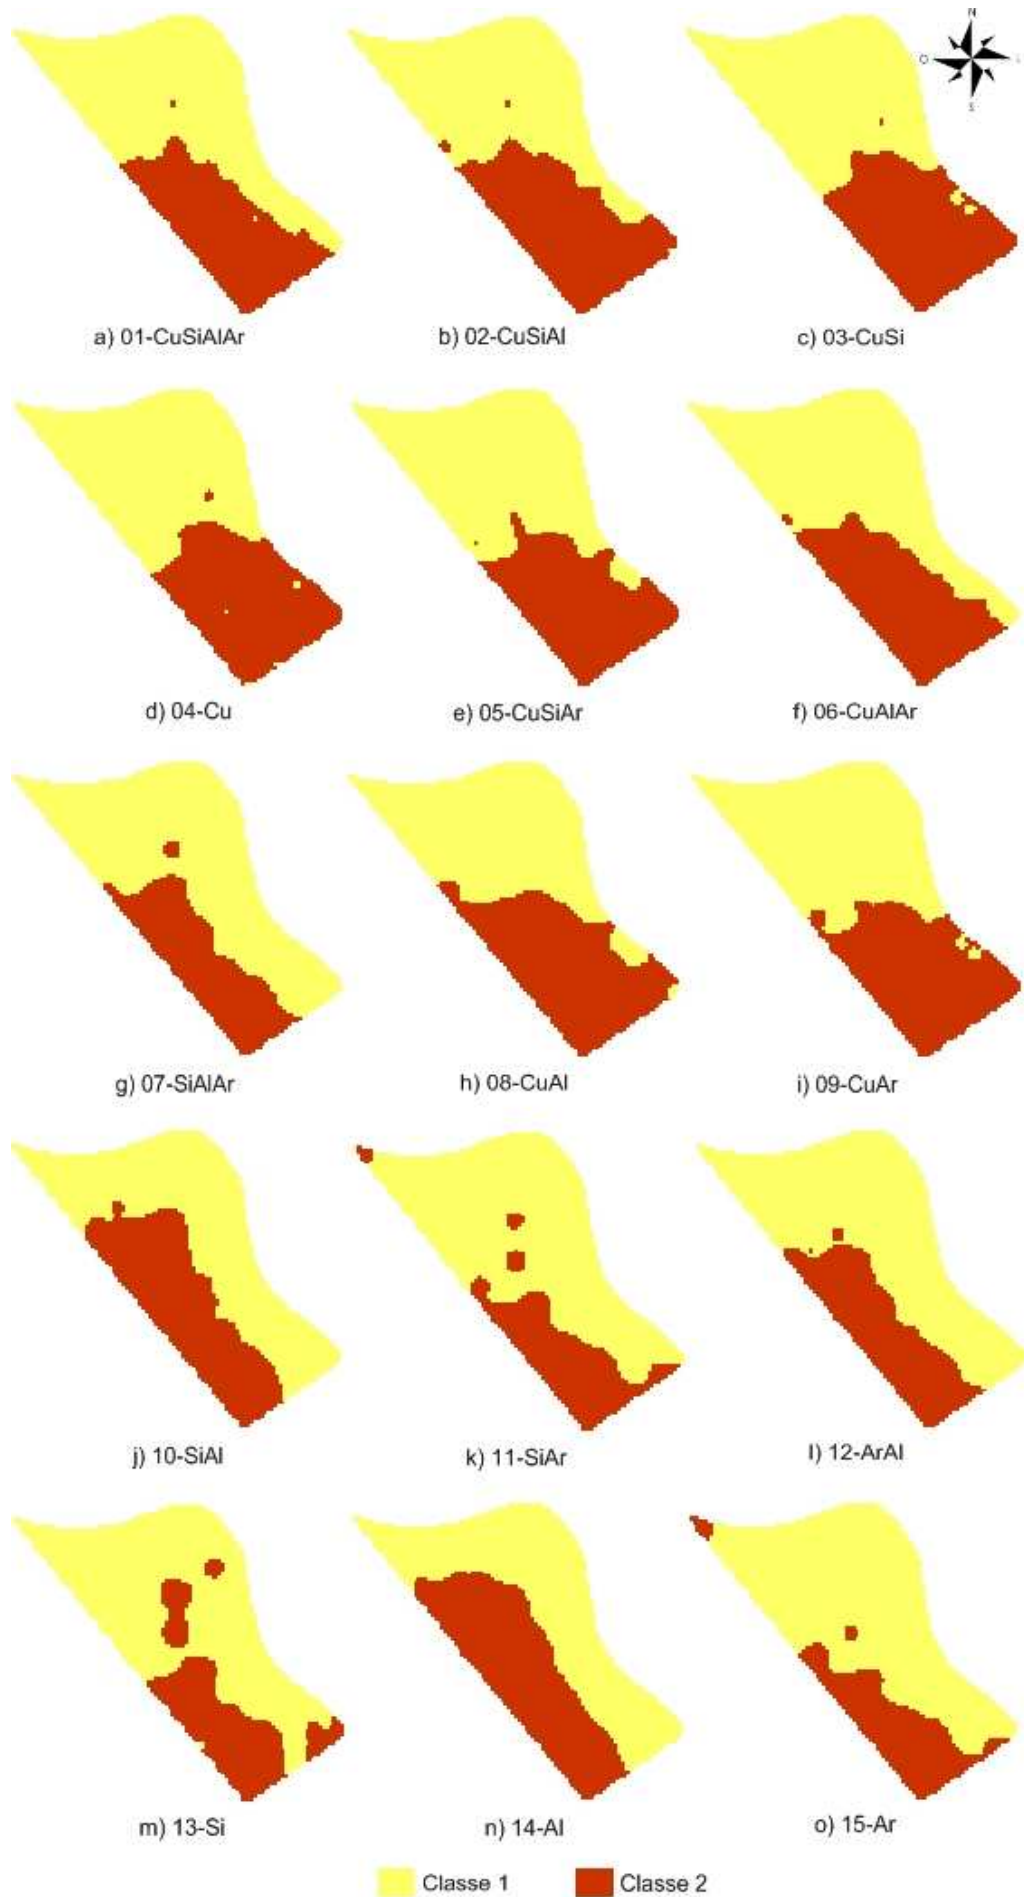 N
O
L
S
a) 01-CuSiAlAr
b) 02-CuSiAl
c) 03-CuSi
d) 04-Cu
e) 05-CuSiAr
f) 06-CuAlAr
g) 07-SiAlAr
h) 08-CuAl
i) 09-CuAr
j) 10-SiAl
k) 11-SiAr
l) 12-ArAl
m) 13-Si
n) 14-Al
o) 15-Ar
Classe 1
Classe 2